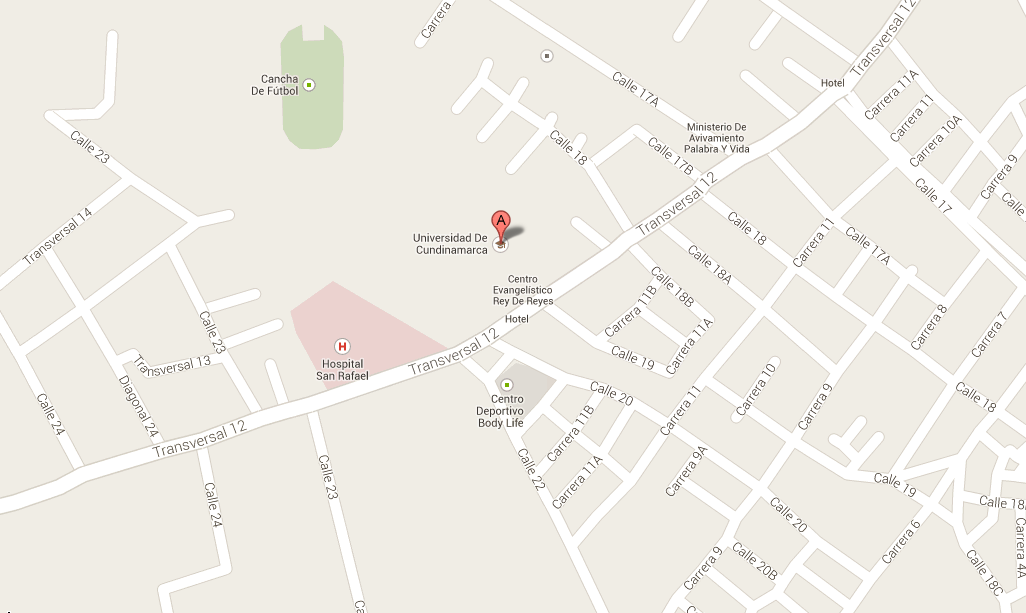 Carrera
Transversal 12
Cancha
De Fútbol
Calle 17A
Hotel
Carrera 11A
Carrera 11
Carrera 10A
Carrera 9
Ministerio De
Avivamiento
Palabra Y Vida
Calle 23
Calle 18
Calle 17B
Calle 17
Calle
Transversal 14
Transversal 12
A
Universidad De
Cundinamarca
Calle 18
Calle 17A
Carrera 11
Calle 18A
Centro
Evangelístico
Rey De Reyes
Calle 18B
Carrera 11B
Carrera 8
Carrera 7
Hotel
Calle 23
Carrera 11A
H
Hospital
San Rafael
Transversal 12
Calle 19
Transversal 13
Diagonal 24
Calle 24
Centro
Deportivo
Body Life
Calle 20
Carrera 11B
Carrera 11
Carrera 10
Carrera 9
Calle 18
Transversal 12
Calle 22
Carrera 11A
Carrera 9A
Calle 23
Calle 24
Calle 19
Calle 20
Calle 18
Carrera 6
Carrera 4A
Carrera 9
Calle 20B
Calle 18C